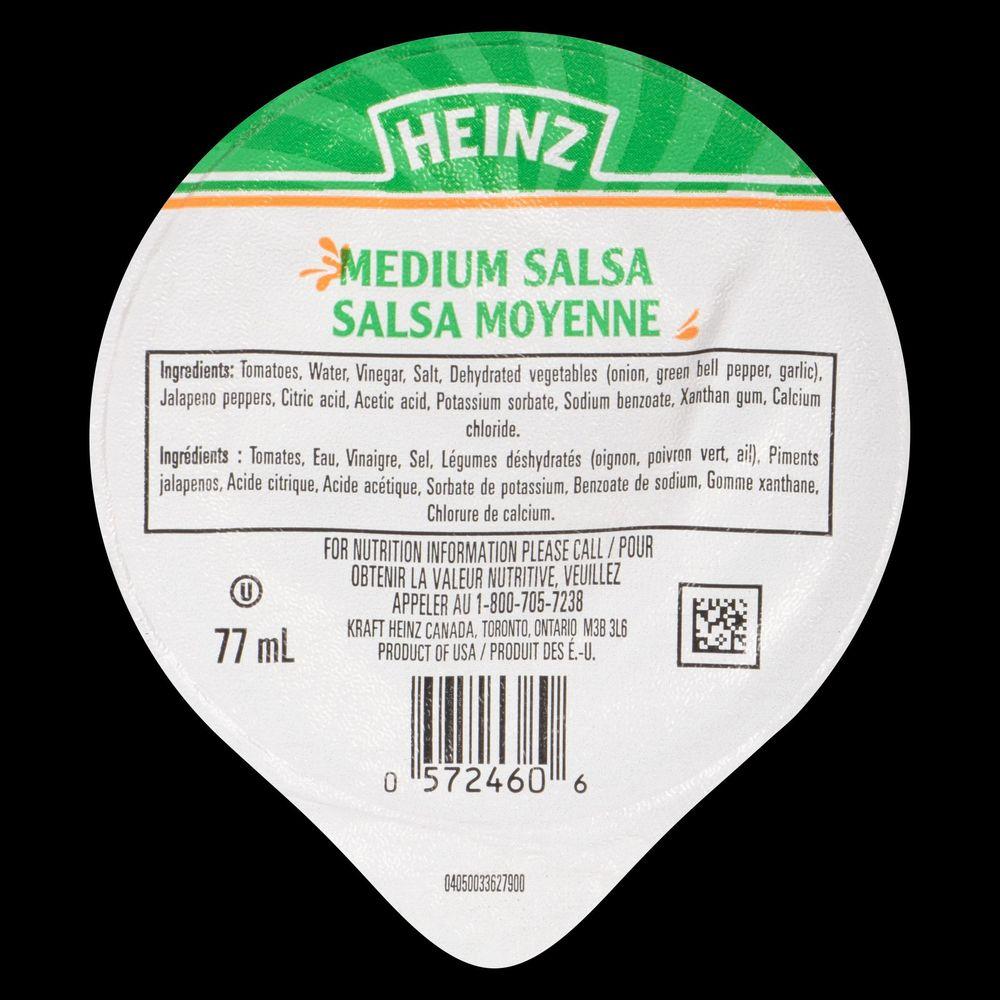 HEINZ
MEDIUM SALSA
SALSA MOYENNE
Ingredients: Tomatoes, Water, Vinegar, Salt, Dehydrated vegetables (onion, green bell pepper, garlic),
Jalapeno peppers, Citric acid, Acetic acid, Potassium sorbate, Sodium benzoate, Xanthan gum, Calcium
chloride.
Ingrédients : Tomates, Eau, Vinaigre, Sel, Légumes déshydratés (oignon, poivron vert, ail), Piments
jalapenos, Acide citrique, Acide acétique, Sorbate de potassium, Benzoate de sodium, Gomme xanthane,
Chlorure de calcium.
FOR NUTRITION INFORMATION PLEASE CALL / POUR
OBTENIR LA VALEUR NUTRITIVE, VEUILLEZ
APPELER AU 1-800-705-7238
KRAFT HEINZ CANADA, TORONTO, ONTARIO M3B 3L6
PRODUCT OF USA / PRODUIT DES É.-U.
U
77 mL
0 572460 6
04050033627900